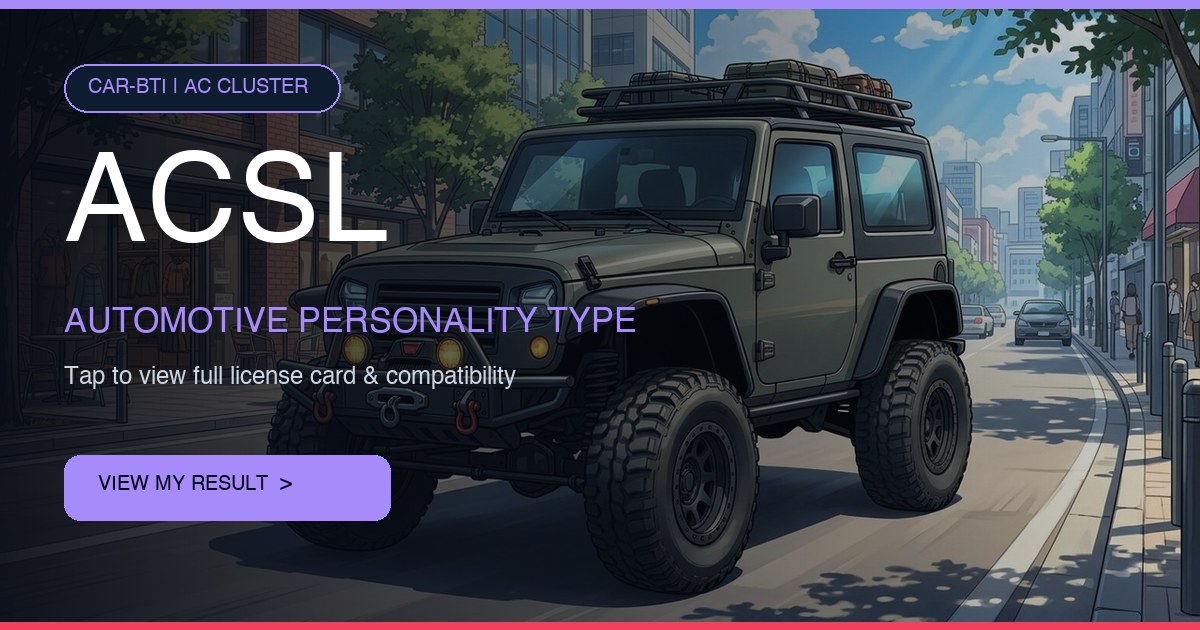 CAR-BTI | AC CLUSTER
ACSL
AUTOMOTIVE PERSONALITY TYPE
Tap to view full license card & compatibility
VIEW MY RESULT >